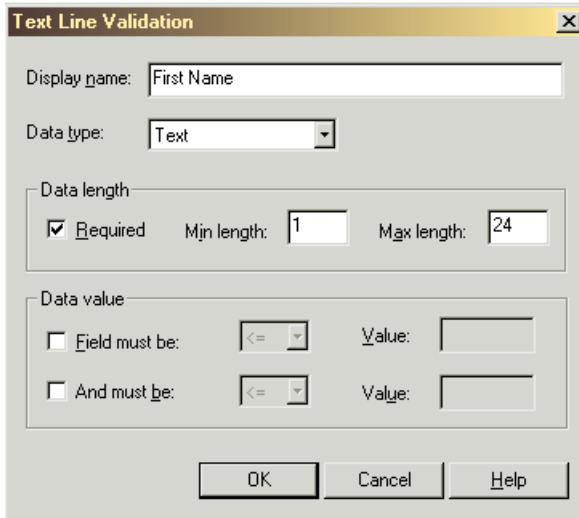 Text Line Validation
Display name: First Name
Data type: Text
Data length
Required Min length: 1 Max length: 24
Data value
Field must be: <= Value:
And must be: <= Value:
OK Cancel Help